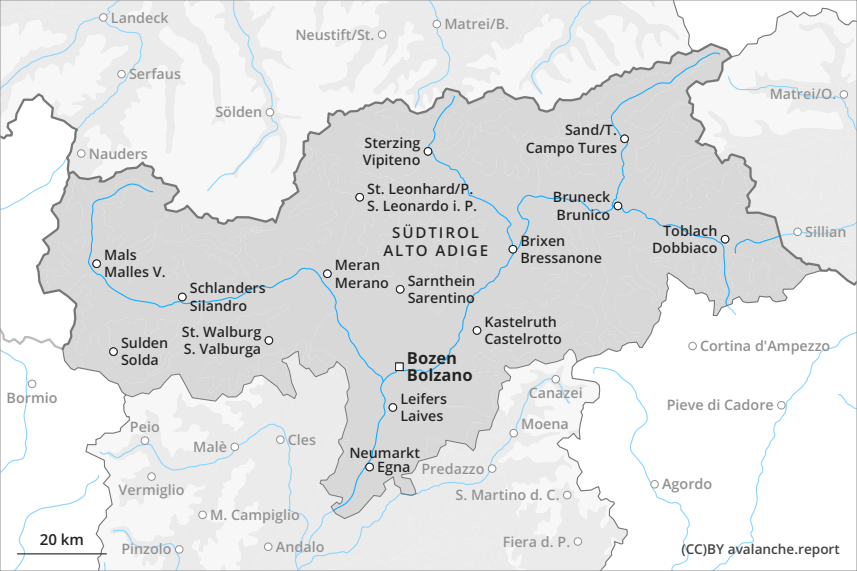 Landeck
Matrei/B.
Neustift/St.
Serfaus
Matrei/O.
Sölden
Sand/T.
Campo Tures
Sterzing
Vipiteno
Nauders
St. Leonhard/P.
S. Leonardo i. P.
Bruneck
Brunico
SÜDTIROL
ALTO ADIGE
Toblach
Dobbiaco
Sillian
Brixen
Bressanone
Mals
Malles V.
Meran
Merano
Sarnthein
Sarentino
Schlanders
Silandro
Kastelruth
Castelrotto
St. Walburg
S. Valburga
Sulden
Solda
Cortina d'Ampezzo
Bozen
Bolzano
Bormio
Canazei
Leifers
Laives
Pieve di Cadore
Peio
Moena
Malè
Cles
Neumarkt
Egna
Predazzo
Vermiglio
Agordo
S. Martino d. C.
M. Campiglio
20 km
Pinzolo
Andalo
Fiera d. P.
(CC)BY avalanche.report